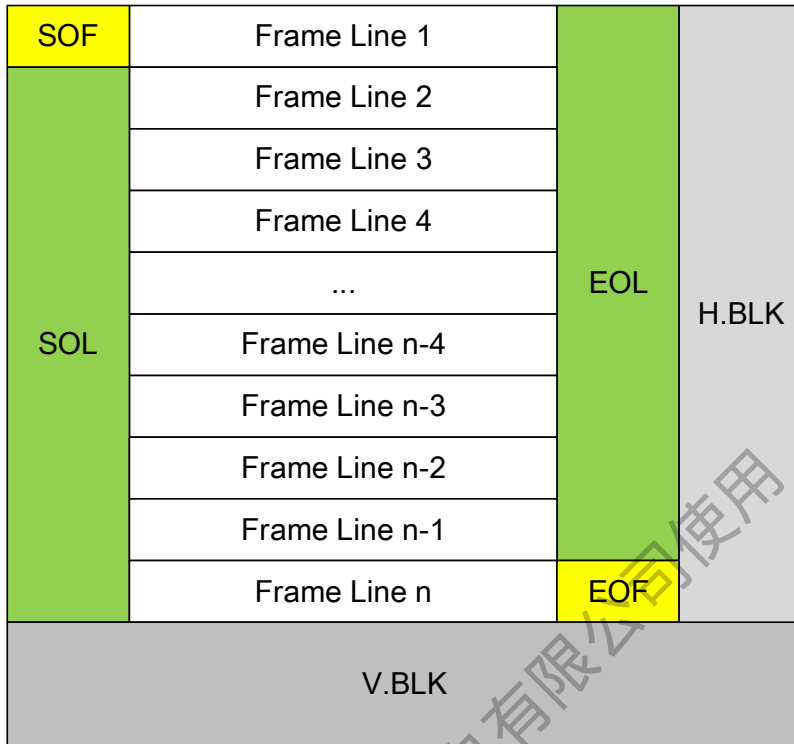 SOF
Frame Line 1
Frame Line 2
Frame Line 3
Frame Line 4
...
EOL
H.BLK
SOL
Frame Line n-4
Frame Line n-3
Frame Line n-2
Frame Line n-1
Frame Line n
EOF
V.BLK
有限公司使用